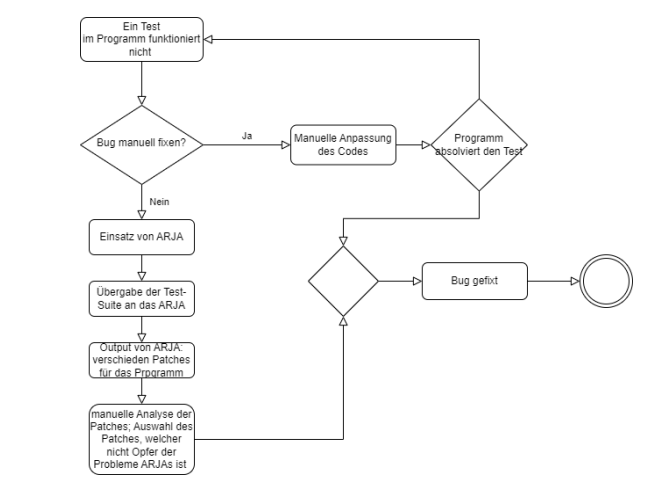 Ein Test
im Programm funktioniert
nicht
Bug manuell fixen?
Ja
Manuelle Anpassung
des Codes
Programm
absolviert den Test
Nein
Einsatz von ARJA
Übergabe der Test-
Suite an das ARJA
Bug gefixt
Output von ARJA:
verschieden Patches
für das Prpgramm
manuelle Analyse der
Patches; Auswahl des
Patches, welcher
nicht Opfer der
Probleme ARJAs ist